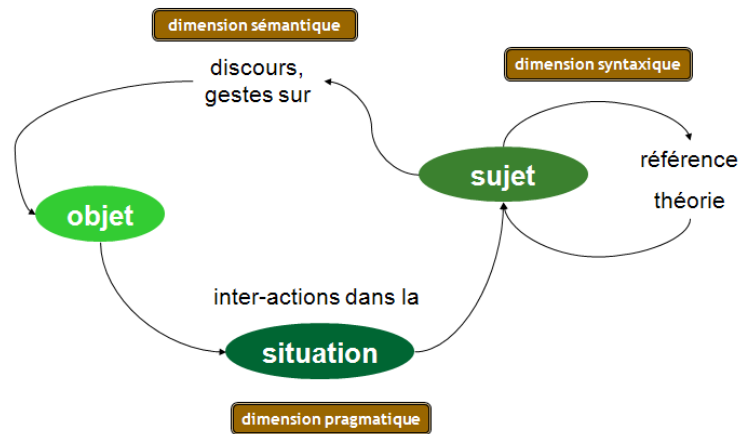 dimension sémantique
discours,
gestes sur
dimension syntaxique
référence
théorie
sujet
objet
inter-actions dans la
situation
dimension pragmatique